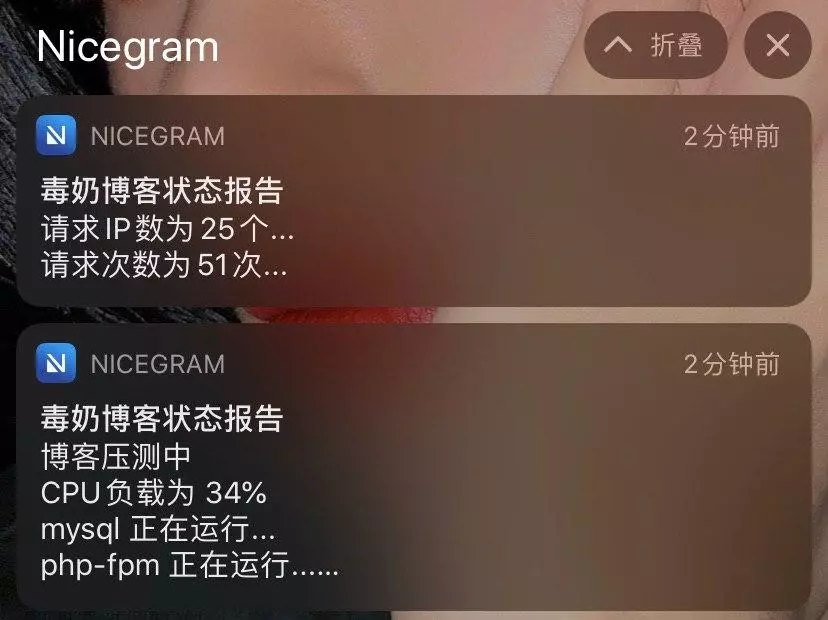 Nicegram
折叠
NICEGRAM
2分钟前
毒奶博客状态报告
请求IP数为25个...
请求次数为51次...
NICEGRAM
2分钟前
毒奶博客状态报告
博客压测中
CPU负载为 34%
mysql 正在运行...
php-fpm 正在运行......